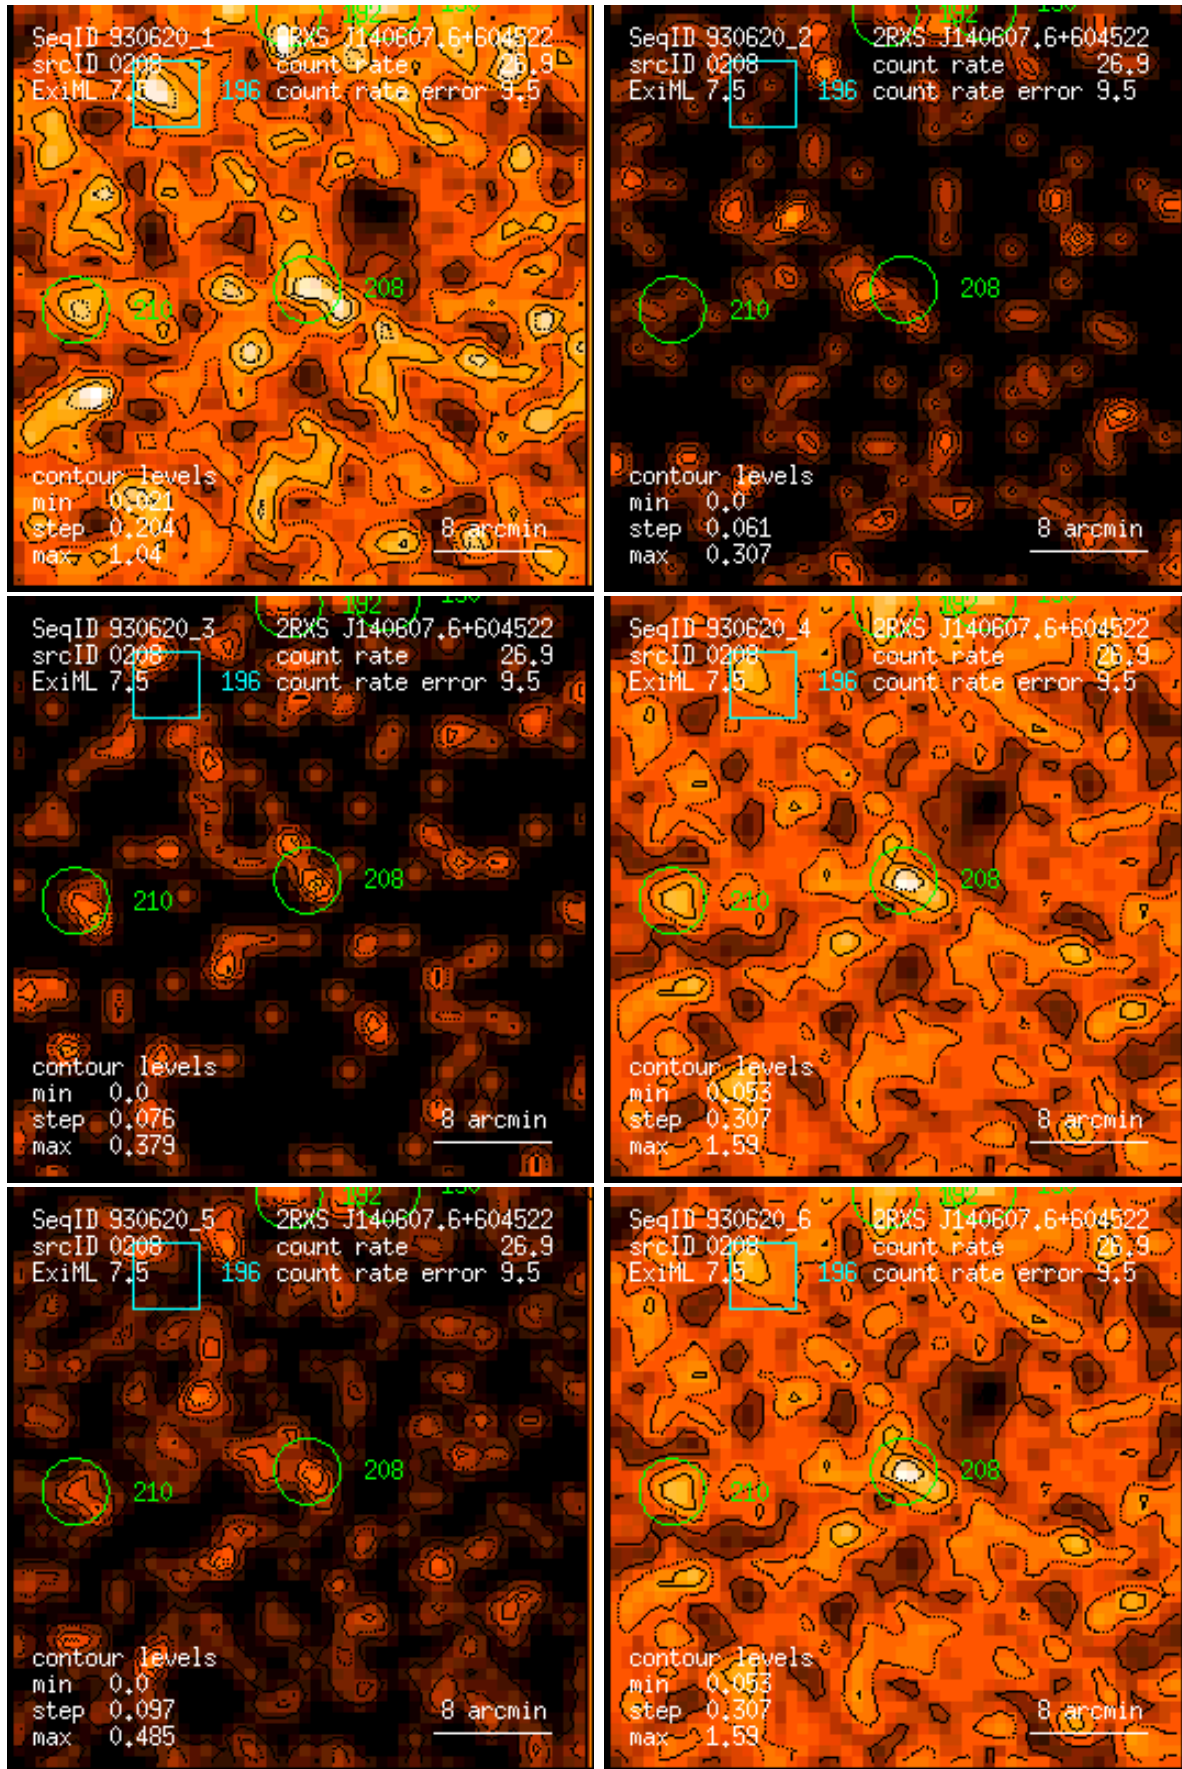 192
SeqID 930620_1 2RXS J140607.6+604522
srcID 0208 count rate 26.9
ExiML 7.5 196 count rate error 9.5
210 208
contour levels
min 0.021
step 0.204 8 arcmin
max 1.04
192
SeqID 930620_2 2RXS J140607.6+604522
srcID 0208 count rate 26.9
ExiML 7.5 196 count rate error 9.5
210 208
contour levels
min 0.0
step 0.061 8 arcmin
max 0.307
192
SeqID 930620_3 2RXS J140607.6+604522
srcID 0208 count rate 26.9
ExiML 7.5 196 count rate error 9.5
210 208
contour levels
min 0.0
step 0.076 8 arcmin
max 0.379
192
SeqID 930620_4 2RXS J140607.6+604522
srcID 0208 count rate 26.9
ExiML 7.5 196 count rate error 9.5
210 208
contour levels
min 0.053
step 0.307 8 arcmin
max 1.59
192
SeqID 930620_5 2RXS J140607.6+604522
srcID 0208 count rate 26.9
ExiML 7.5 196 count rate error 9.5
210 208
contour levels
min 0.0
step 0.097 8 arcmin
max 0.485
192
SeqID 930620_6 2RXS J140607.6+604522
srcID 0208 count rate 26.9
ExiML 7.5 196 count rate error 9.5
210 208
contour levels
min 0.053
step 0.307 8 arcmin
max 1.59